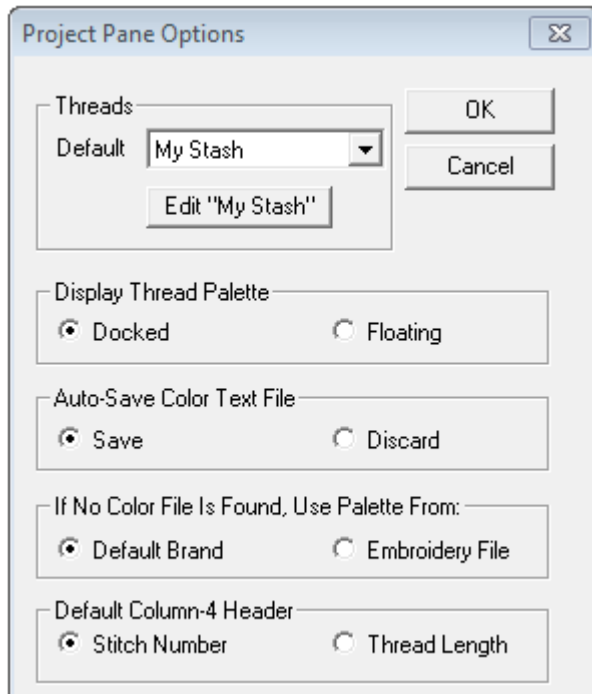 Project Pane Options
Threads
OK
Default My Stash
Cancel
Edit "My Stash"
Display Thread Palette
Docked Floating
Auto-Save Color Text File
Save Discard
If No Color File Is Found, Use Palette From:
Default Brand Embroidery File
Default Column-4 Header
Stitch Number Thread Length